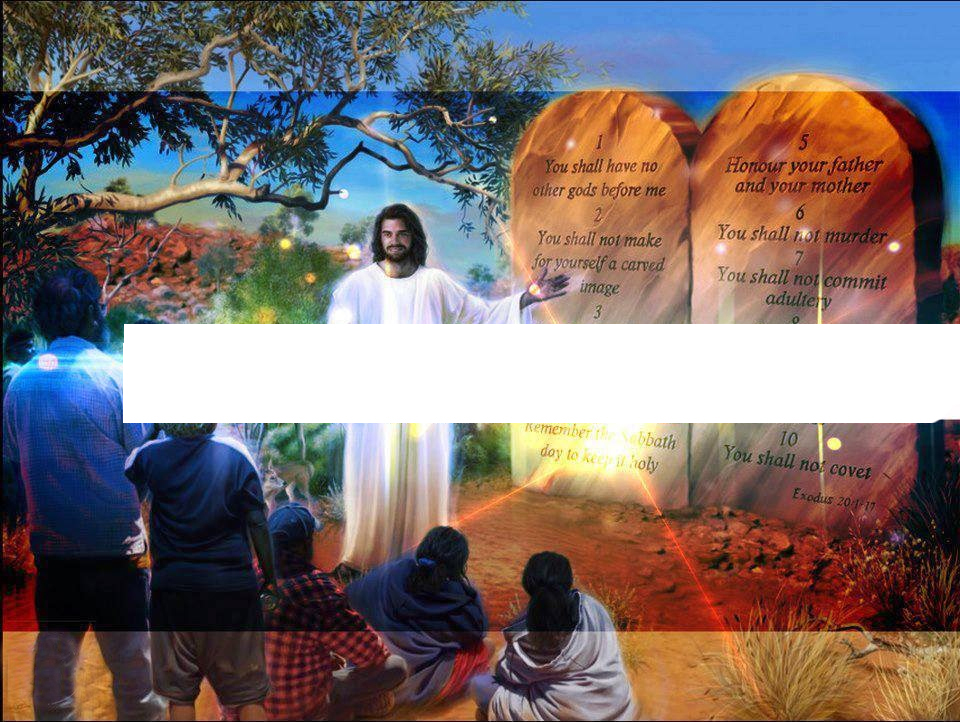 1
You shall have no
other gods before me
2
You shall not make
for yourself a carved
image
3
Remember the Sabbath
day to keep it holy
5
Honour your father
and your mother
6
You shall not murder
7
You shall not commit
adultery
10
You shall not covet
Exodus 20:1-17